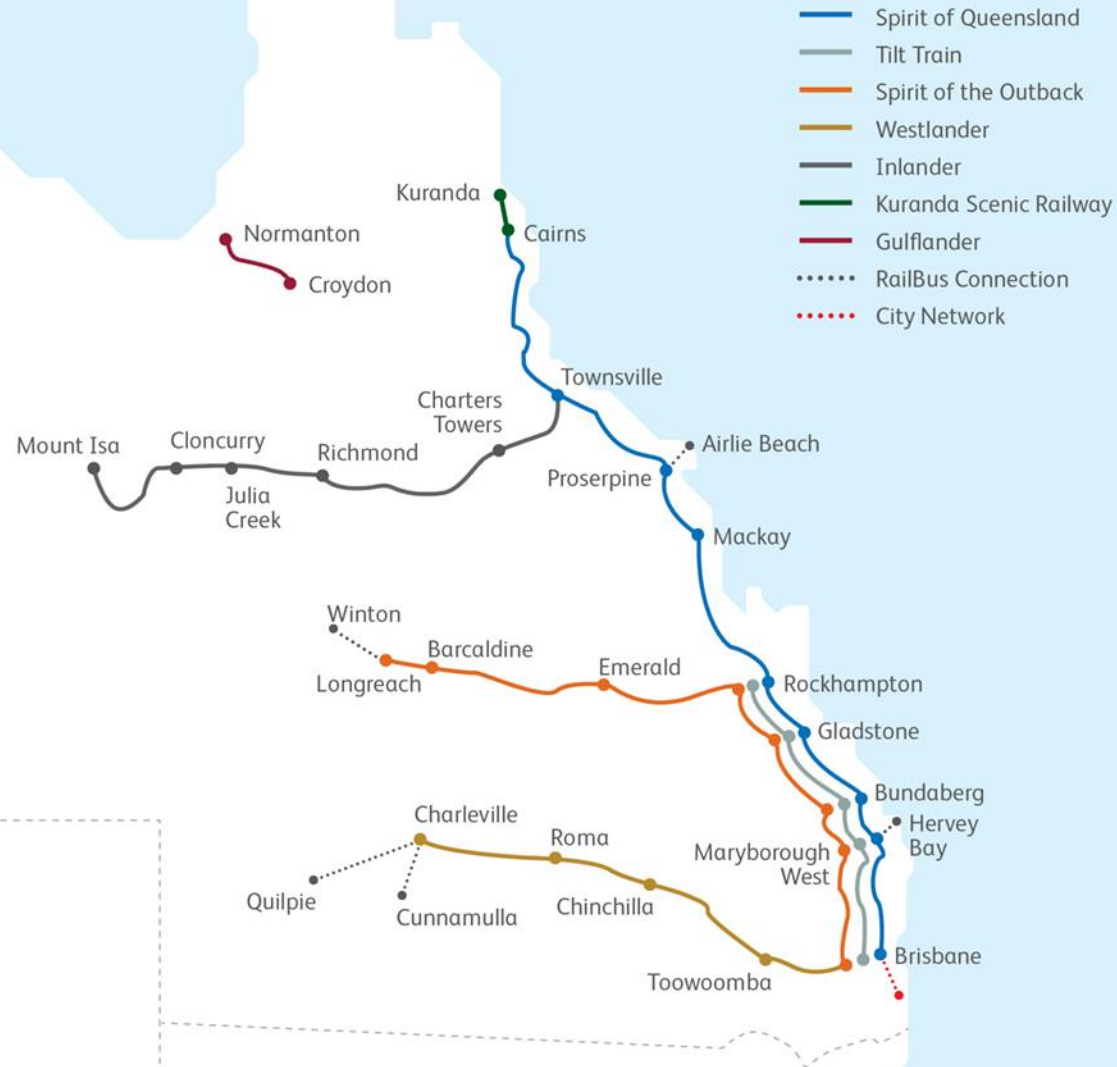 Spirit of Queensland
Tilt Train
Spirit of the Outback
Westlander
Inlander
Kuranda Scenic Railway
Gulflander
RailBus Connection
City Network
Kuranda
Cairns
Normanton
Croydon
Townsville
Charters
Towers
Mount Isa
Cloncurry
Richmond
Julia
Creek
Airlie Beach
Proserpine
Mackay
Winton
Longreach
Barcaldine
Emerald
Rockhampton
Gladstone
Bundaberg
Hervey
Bay
Maryborough
West
Charleville
Roma
Quilpie
Cunnamulla
Chinchilla
Toowoomba
Brisbane